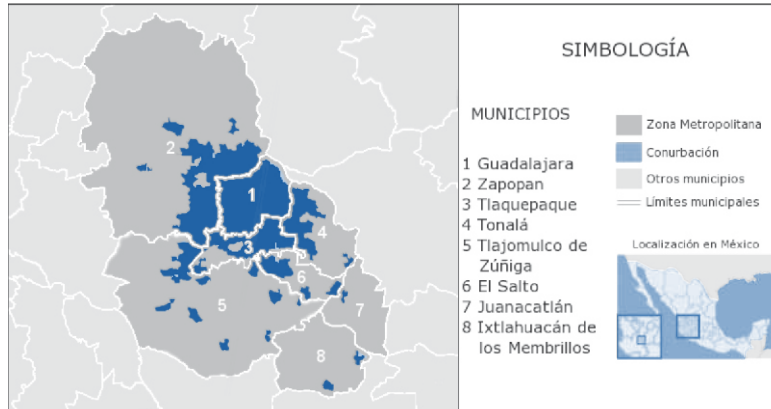 2
1
4
3
6
5
7
8
SIMBOLOGÍA
MUNICIPIOS
1 Guadalajara
2 Zapopan
3 Tlaquepaque
4 Tonalá
5 Tlajomulco de
Zúñiga
6 El Salto
7 Juanacatlán
8 Ixtlahuacán de
los Membrillos
Zona Metropolitana
Conurbación
Otros municipios
Límites municipales
Localización en México